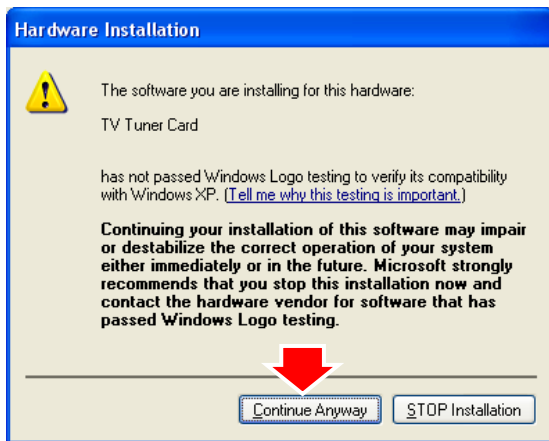 Hardware Installation
The software you are installing for this hardware:
TV Tuner Card
has not passed Windows Logo testing to verify its compatibility
with Windows XP. (Tell me why this testing is important.)
Continuing your installation of this software may impair
or destabilize the correct operation of your system
either immediately or in the future. Microsoft strongly
recommends that you stop this installation now and
contact the hardware vendor for software that has
passed Windows Logo testing.
Continue Anyway
STOP Installation